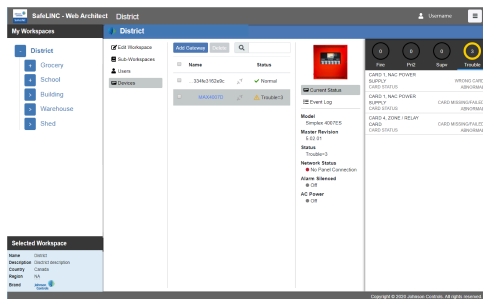 SafeLINC - Web Architect District
Username
My Workspaces
District
District
Grocery
School
Building
Warehouse
Shed
Edit Workspace
Sub-Workspaces
Users
Devices
Add Gateway Delete
Name Status
Normal
Trouble=3
Current Status
Event Log
Model
Simplex 4007ES
Master Revision
Status
Trouble=3
Network Status
No Panel Connection
Alarm Silenced
Off
AC Power
Off
0 0 0 3
Fire Pri2 Supv Trouble
CARD 1, NAC POWER
SUPPLY WRONG CARD
CARD STATUS ABNORMAL
CARD 1, NAC POWER
SUPPLY CARD MISSING/FAILED
CARD STATUS ABNORMAL
CARD 4, ZONE / RELAY
CARD CARD MISSING/FAILED
CARD STATUS ABNORMAL
Selected Workspace
Name District
Description District description
Country Canada
Region NA
Brand Johnson Controls
Copyright © 2020 Johnson Controls. All rights reserved